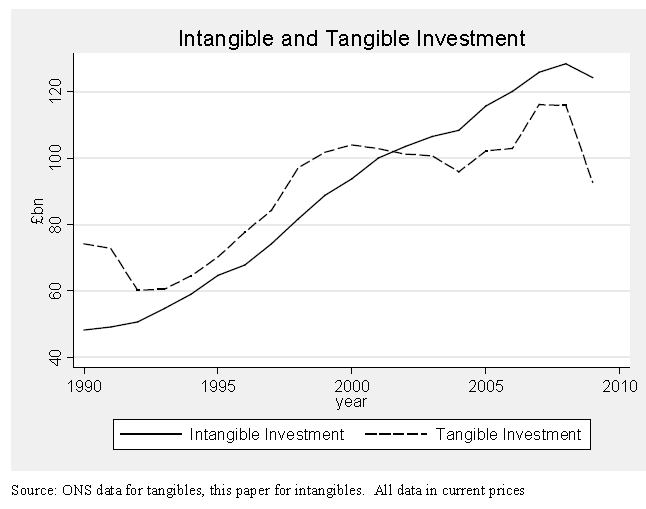 Intangible and Tangible Investment
£bn
120
100
80
60
40
1990 1995 2000 2005 2010
year
Intangible Investment Tangible Investment
Source: ONS data for tangibles, this paper for intangibles. All data in current prices